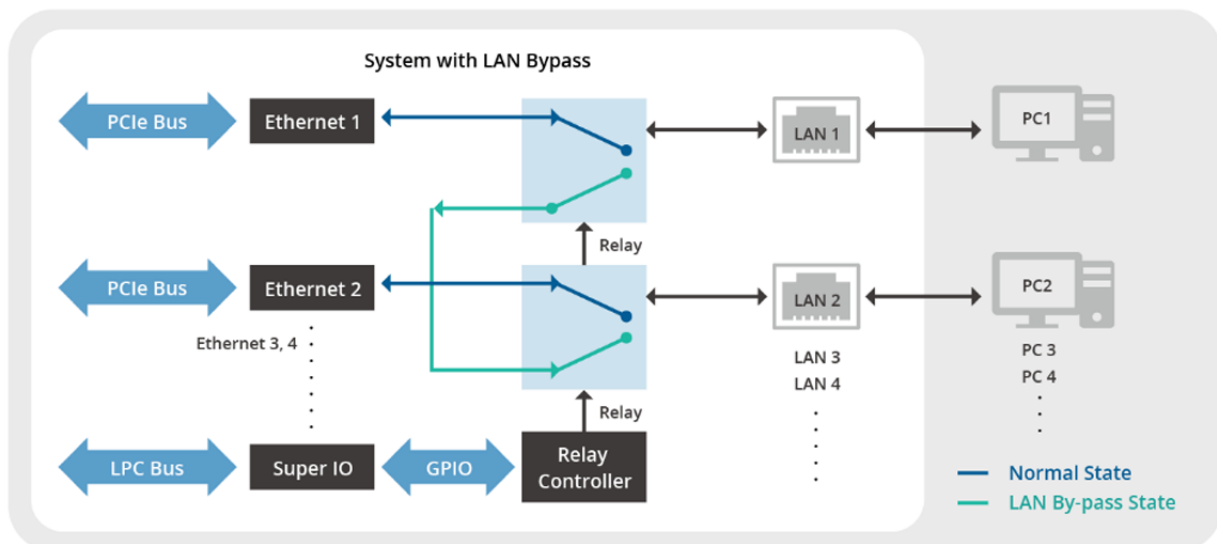 System with LAN Bypass
PCIe Bus
Ethernet 1
LAN 1
PC1
Relay
PCIe Bus
Ethernet 2
LAN 2
PC2
Ethernet 3, 4
LAN 3
LAN 4
PC 3
PC 4
Relay
LPC Bus
Super IO
GPIO
Relay
Controller
Normal State
LAN By-pass State